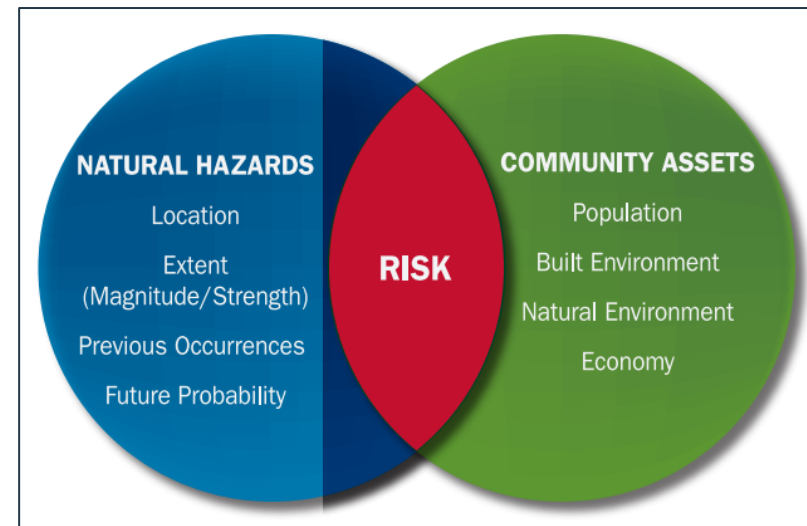 NATURAL HAZARDS
Location
Extent
(Magnitude/Strength)
Previous Occurrences
Future Probability
RISK
COMMUNITY ASSETS
Population
Built Environment
Natural Environment
Economy